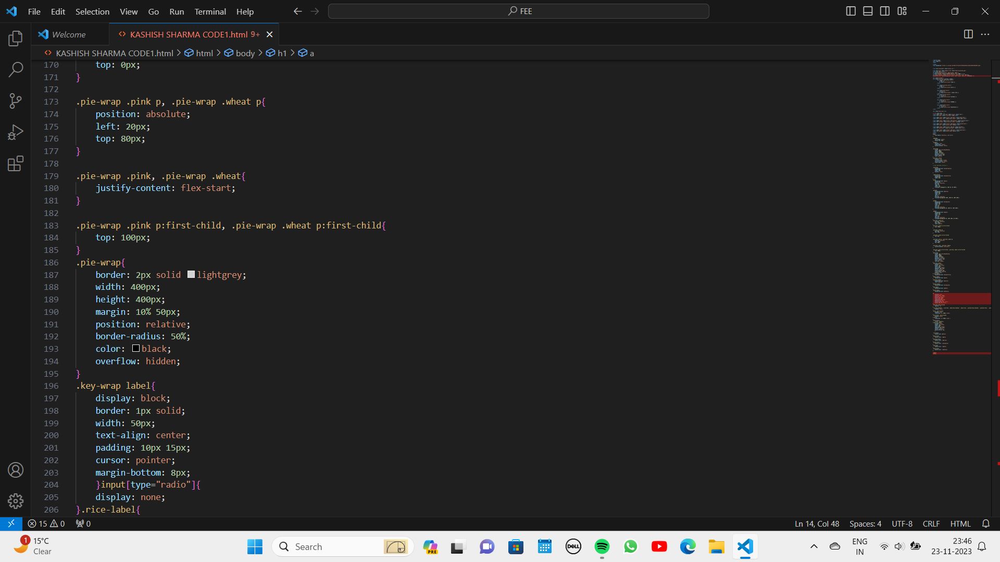 File Edit Selection View Go Run Terminal Help FEE
Welcome KASHISH SHARMA CODE1.html 9+
KASHISH SHARMA CODE1.html > html > body > h1 > a
170 top: 0px;
171 }
172
173 .pie-wrap .pink p, .pie-wrap .wheat p{
174 position: absolute;
175 left: 20px;
176 top: 80px;
177 }
178
179 .pie-wrap .pink, .pie-wrap .wheat{
180 justify-content: flex-start;
181 }
182
183 .pie-wrap .pink p:first-child, .pie-wrap .wheat p:first-child{
184 top: 100px;
185 }
186 .pie-wrap{
187 border: 2px solid lightgrey;
188 width: 400px;
189 height: 400px;
190 margin: 10% 50px;
191 position: relative;
192 border-radius: 50%;
193 color: black;
194 overflow: hidden;
195 }
196 .key-wrap label{
197 display: block;
198 border: 1px solid;
199 width: 50px;
200 text-align: center;
201 padding: 10px 15px;
202 cursor: pointer;
203 margin-bottom: 8px;
204 }input[type="radio"]{
205 display: none;
206 }.rice-label{
15 0 0 Ln 14, Col 48 Spaces: 4 UTF-8 CRLF HTML
1 15°C
Clear
Search
PRE
DELL
ENG
IN
23:46
23-11-2023